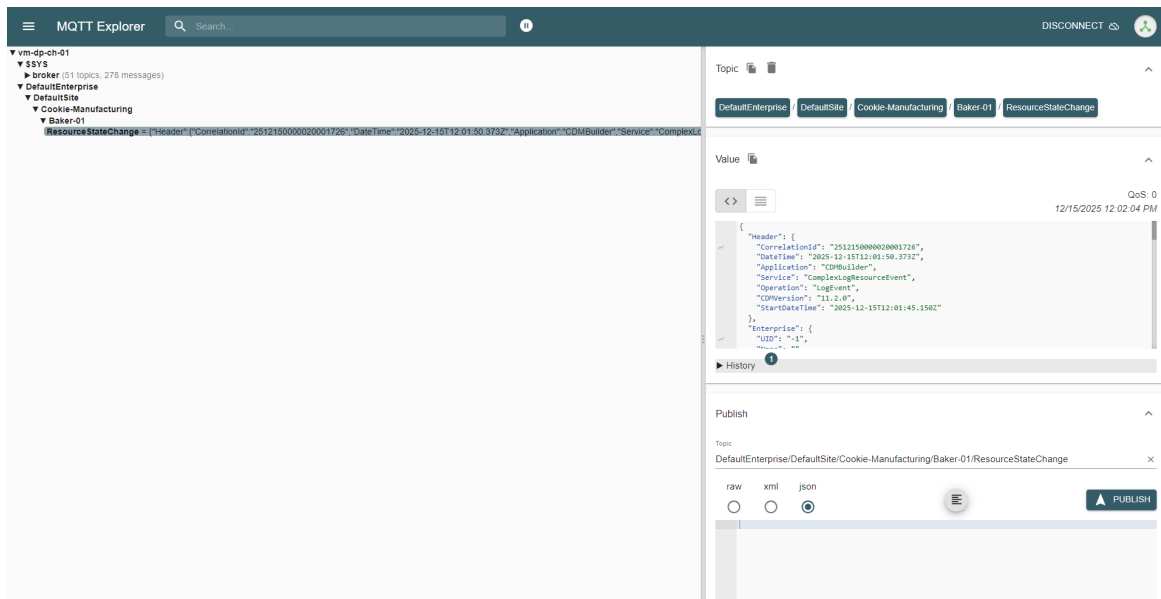 MQTT Explorer
Search...
DISCONNECT
▼ vm-dp-ch-01
▼ $SYS
▶ broker (51 topics, 278 messages)
▼ DefaultEnterprise
▼ DefaultSite
▼ Cookie-Manufacturing
▼ Baker-01
ResourceStateChange = {"Header":{"CorrelationId":"2512150000020001726","DateTime":"2025-12-15T12:01:50.373Z","Application":"CDMBuilder","Service":"ComplexLo
Topic
DefaultEnterprise / DefaultSite / Cookie-Manufacturing / Baker-01 / ResourceStateChange
Value
QoS: 0
12/15/2025 12:02:04 PM
{
"Header": {
"CorrelationId": "2512150000020001726",
"DateTime": "2025-12-15T12:01:50.373Z",
"Application": "CDMBuilder",
"Service": "ComplexLogResourceEvent",
"Operation": "LogEvent",
"CDMVersion": "11.2.0",
"StartDateTime": "2025-12-15T12:01:45.150Z"
},
"Enterprise": {
"UID": "-1",
▶ History 1
Publish
Topic
DefaultEnterprise/DefaultSite/Cookie-Manufacturing/Baker-01/ResourceStateChange
raw xml json
PUBLISH